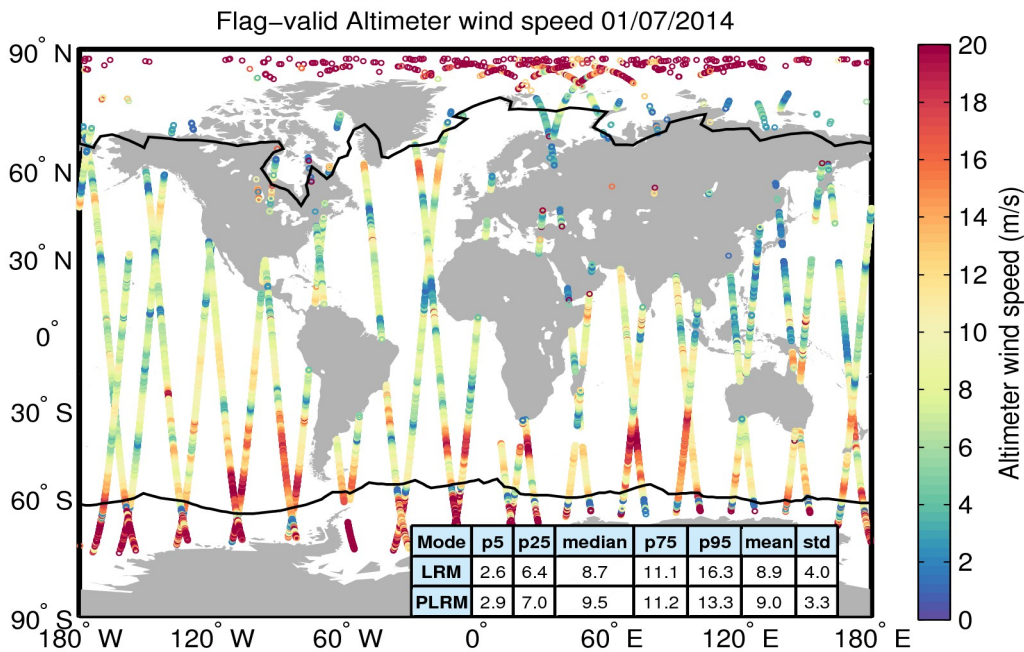 Flag−valid Altimeter wind speed 01/07/2014
90° N
60° N
30° N
0°
30° S
60° S
90° S
180° W
120° W
60° W
0°
60° E
120° E
180° E
Mode p5 p25 median p75 p95 mean std
LRM 2.6 6.4 8.7 11.1 16.3 8.9 4.0
PLRM 2.9 7.0 9.5 11.2 13.3 9.0 3.3
20
18
16
14
12
10
8
6
4
2
0
Altimeter wind speed (m/s)